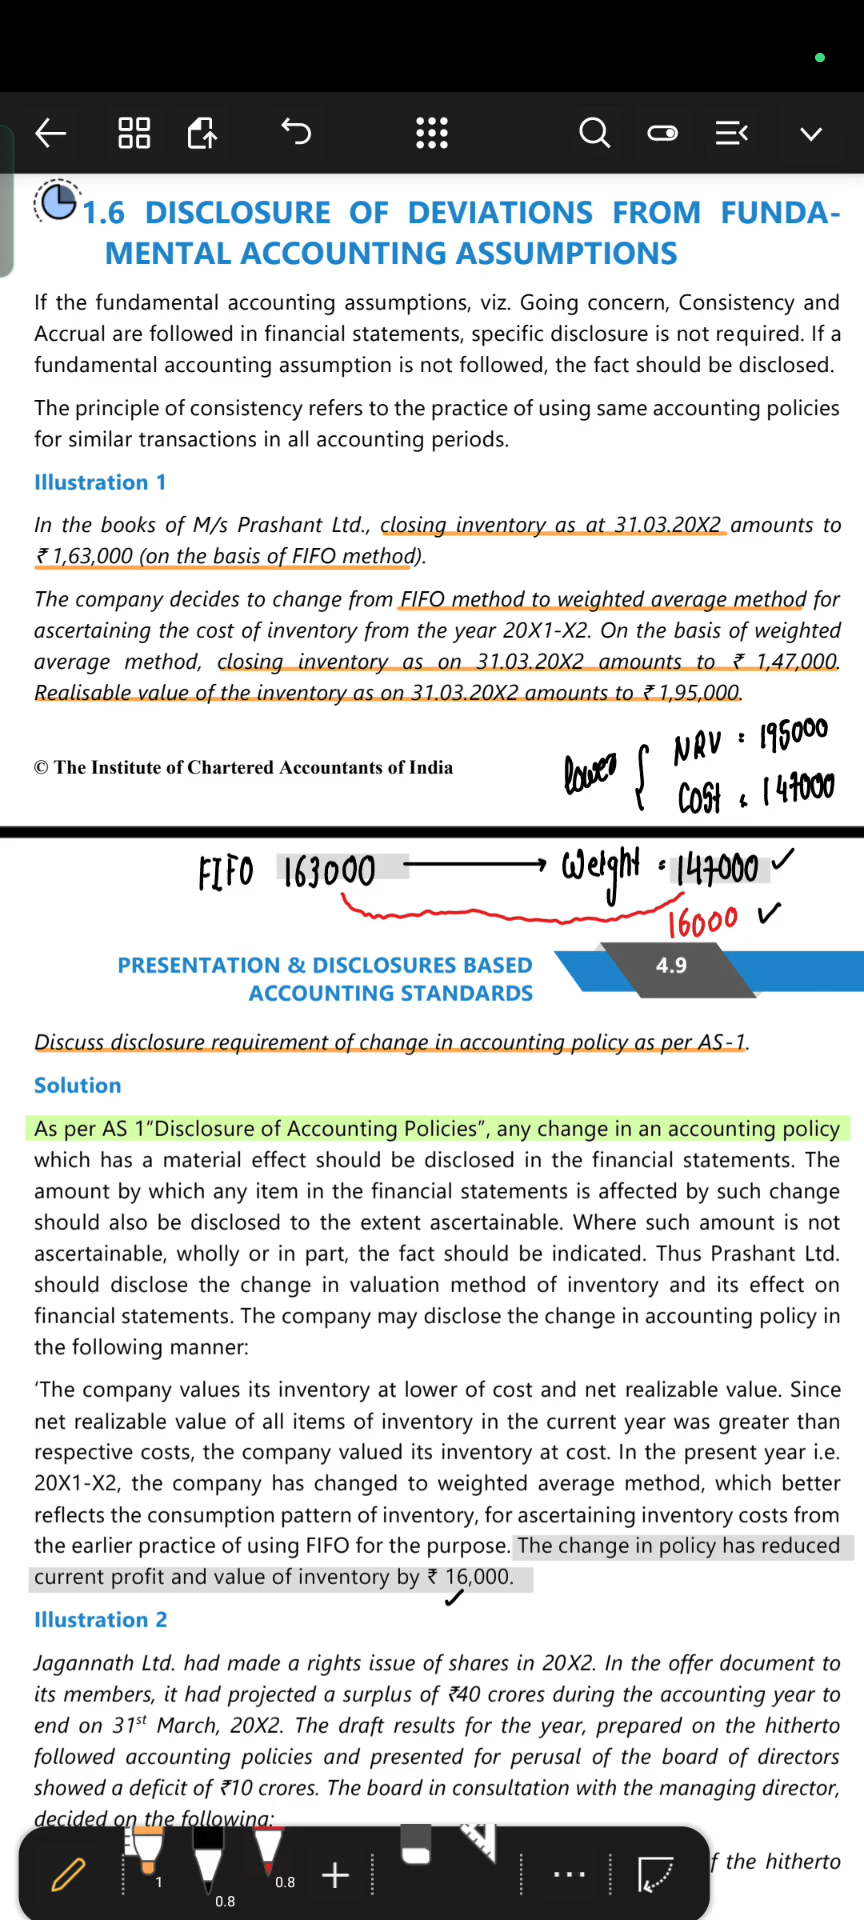 1.6 DISCLOSURE OF DEVIATIONS FROM FUNDA-
MENTAL ACCOUNTING ASSUMPTIONS
If the fundamental accounting assumptions, viz. Going concern, Consistency and
Accrual are followed in financial statements, specific disclosure is not required. If a
fundamental accounting assumption is not followed, the fact should be disclosed.
The principle of consistency refers to the practice of using same accounting policies
for similar transactions in all accounting periods.
Illustration 1
In the books of M/s Prashant Ltd., closing inventory as at 31.03.20X2 amounts to
₹ 1,63,000 (on the basis of FIFO method).
The company decides to change from FIFO method to weighted average method for
ascertaining the cost of inventory from the year 20X1-X2. On the basis of weighted
average method, closing inventory as on 31.03.20X2 amounts to ₹ 1,47,000.
Realisable value of the inventory as on 31.03.20X2 amounts to ₹ 1,95,000.
lower { NRV : 195000
COST : 147000
© The Institute of Chartered Accountants of India
FIFO 163000 → Weight : 147000 ✓
16000 ✓
PRESENTATION & DISCLOSURES BASED
ACCOUNTING STANDARDS
4.9
Discuss disclosure requirement of change in accounting policy as per AS-1.
Solution
As per AS 1“Disclosure of Accounting Policies”, any change in an accounting policy
which has a material effect should be disclosed in the financial statements. The
amount by which any item in the financial statements is affected by such change
should also be disclosed to the extent ascertainable. Where such amount is not
ascertainable, wholly or in part, the fact should be indicated. Thus Prashant Ltd.
should disclose the change in valuation method of inventory and its effect on
financial statements. The company may disclose the change in accounting policy in
the following manner:
‘The company values its inventory at lower of cost and net realizable value. Since
net realizable value of all items of inventory in the current year was greater than
respective costs, the company valued its inventory at cost. In the present year i.e.
20X1-X2, the company has changed to weighted average method, which better
reflects the consumption pattern of inventory, for ascertaining inventory costs from
the earlier practice of using FIFO for the purpose. The change in policy has reduced
current profit and value of inventory by ₹ 16,000.
Illustration 2
Jagannath Ltd. had made a rights issue of shares in 20X2. In the offer document to
its members, it had projected a surplus of ₹40 crores during the accounting year to
end on 31st March, 20X2. The draft results for the year, prepared on the hitherto
followed accounting policies and presented for perusal of the board of directors
showed a deficit of ₹10 crores. The board in consultation with the managing director,
decided on the following:
f the hitherto
1
0.8
0.8